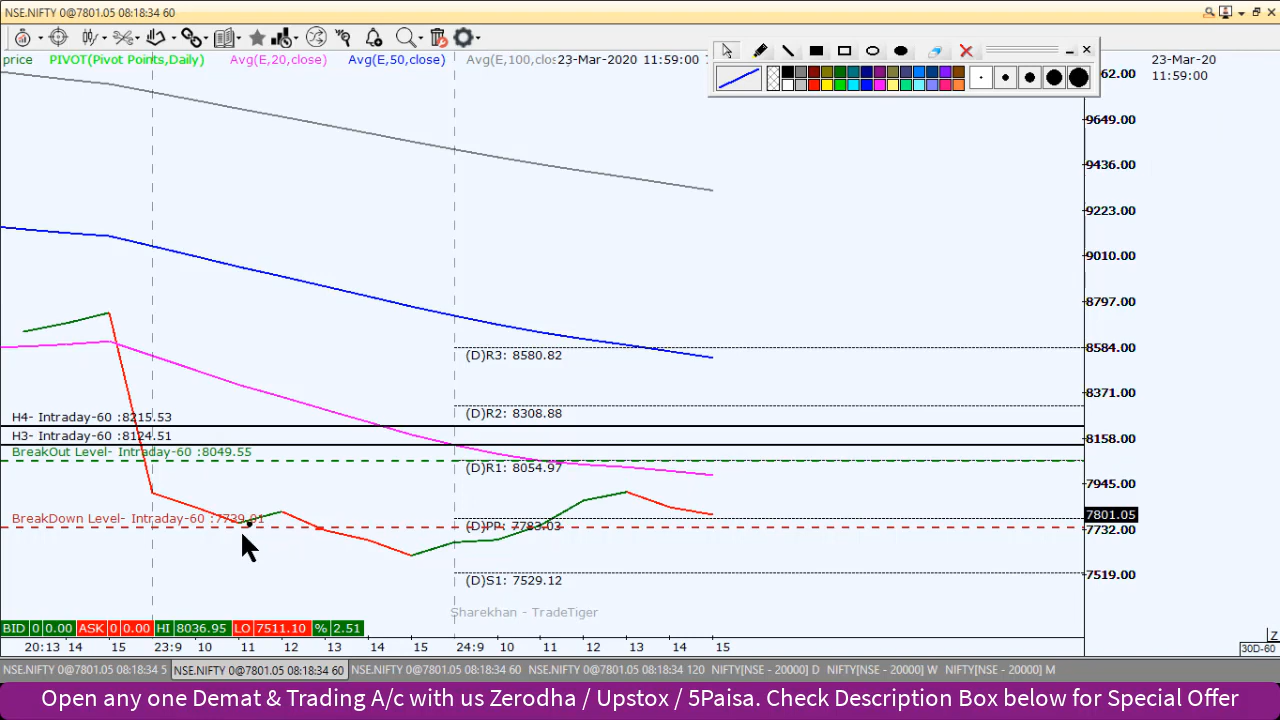 NSE.NIFTY 0@7801.05 08:18:34 60
price PIVOT(Pivot Points,Daily) Avg(E,20,close) Avg(E,50,close) Avg(E,100,clos 23-Mar-2020 11:59:00
23-Mar-20
11:59:00
62.00
9649.00
9436.00
9223.00
9010.00
8797.00
8584.00
8371.00
8158.00
7945.00
7801.05
7732.00
7519.00
(D)R3: 8580.82
(D)R2: 8308.88
H4- Intraday-60 :8215.53
H3- Intraday-60 :8124.51
BreakOut Level- Intraday-60 :8049.55
(D)R1: 8054.97
BreakDown Level- Intraday-60 :7739.01
(D)PP: 7783.03
(D)S1: 7529.12
Sharekhan - TradeTiger
BID 0 0.00 ASK 0 0.00 HI 8036.95 LO 7511.10 % 2.51
Z
20:13 14 15 23:9 10 11 12 13 14 15 24:9 10 11 12 13 14 15
30D-60
NSE.NIFTY 0@7801.05 08:18:34 5 NSE.NIFTY 0@7801.05 08:18:34 60 NSE.NIFTY 0@7801.05 08:18:34 60 NSE.NIFTY 0@7801.05 08:18:34 120 NIFTY[NSE - 20000] D NIFTY[NSE - 20000] W NIFTY[NSE - 20000] M
Open any one Demat & Trading A/c with us Zerodha / Upstox / 5Paisa. Check Description Box below for Special Offer